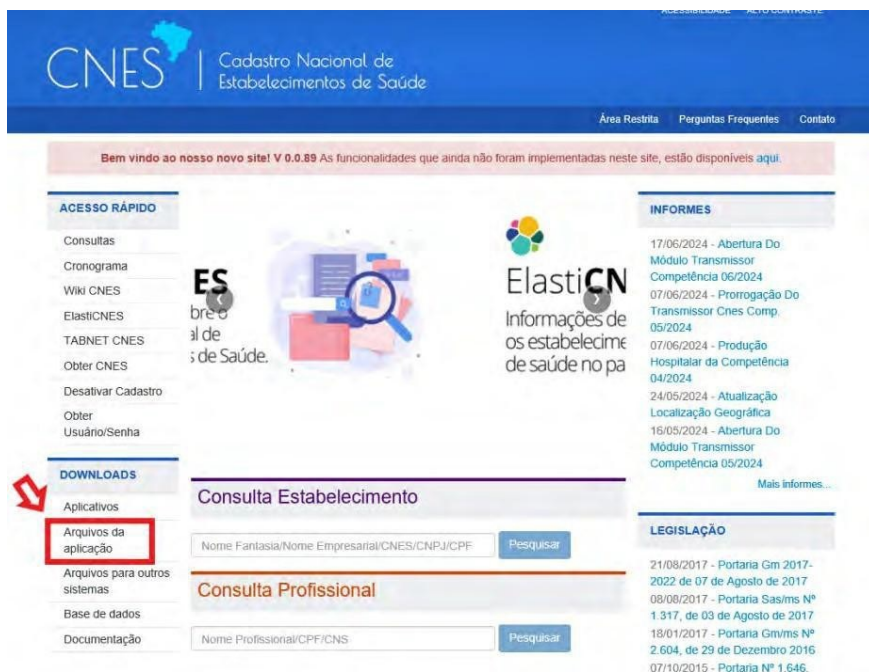 ACESSIBILIDADE ALTO CONTRASTE
CNES
Cadastro Nacional de
Estabelecimentos de Saúde
Área Restrita Perguntas Frequentes Contato
Bem vindo ao nosso novo site! V 0.0.89 As funcionalidades que ainda não foram implementadas neste site, estão disponíveis aqui.
ACESSO RÁPIDO
Consultas
Cronograma
Wiki CNES
ElastiCNES
TABNET CNES
Obter CNES
Desativar Cadastro
Obter
Usuário/Senha
DOWNLOADS
Aplicativos
Arquivos da
aplicação
Arquivos para outros
sistemas
Base de dados
Documentação
ES
bre o
al de
s de Saúde.
ElastiCN
Informações de
os estabelecime
de saúde no pa
Consulta Estabelecimento
Nome Fantasia/Nome Empresarial/CNES/CNPJ/CPF Pesquisar
Consulta Profissional
Nome Profissional/CPF/CNS Pesquisar
INFORMES
17/06/2024 - Abertura Do
Módulo Transmissor
Competência 06/2024
07/06/2024 - Prorrogação Do
Transmissor Cnes Comp.
05/2024
07/06/2024 - Produção
Hospitalar da Competência
04/2024
24/05/2024 - Atualização
Localização Geográfica
16/05/2024 - Abertura Do
Módulo Transmissor
Competência 05/2024
Mais informes...
LEGISLAÇÃO
21/08/2017 - Portaria Gm 2017-
2022 de 07 de Agosto de 2017
08/08/2017 - Portaria Sas/ms Nº
1.317, de 03 de Agosto de 2017
18/01/2017 - Portaria Gm/ms Nº
2.604, de 29 de Dezembro 2016
07/10/2015 - Portaria Nº 1.646,